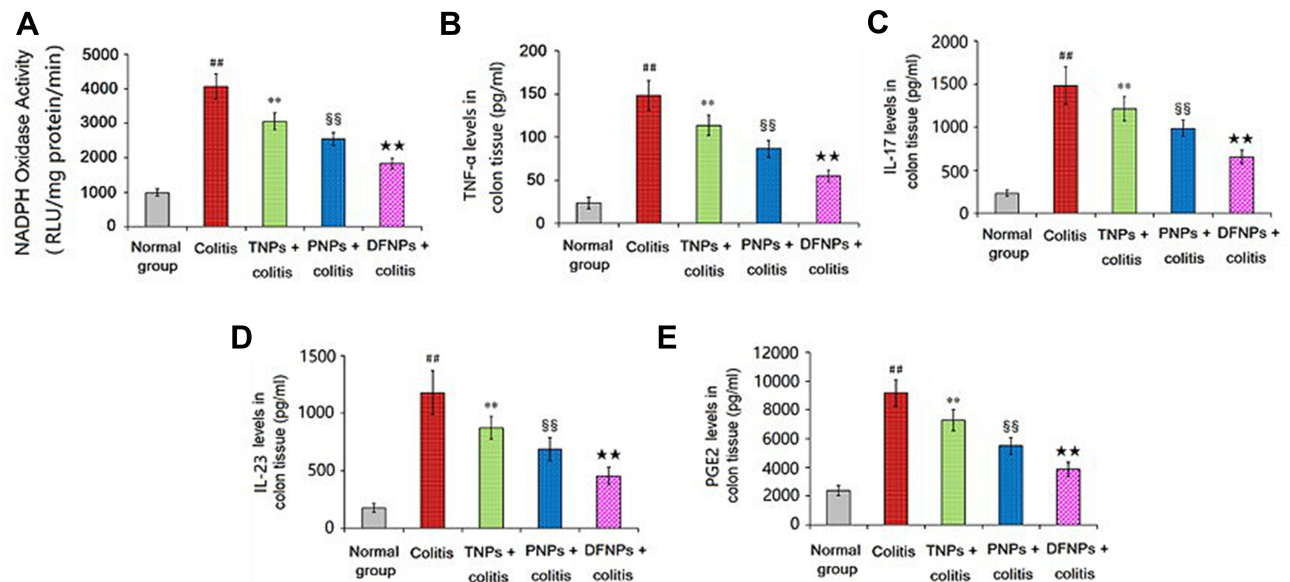 A
NADPH Oxidase Activity
( RLU/mg protein/min)
5000
4000
3000
2000
1000
0
##
**
§§
★★
Normal group
Colitis
TNPs + colitis
PNPs + colitis
DFNPs + colitis
B
TNF-α levels in
colon tissue (pg/ml)
200
150
100
50
0
##
**
§§
★★
Normal group
Colitis
TNPs + colitis
PNPs + colitis
DFNPs + colitis
C
IL-17 levels in
colon tissue (pg/ml)
2000
1500
1000
500
0
##
**
§§
★★
Normal group
Colitis
TNPs + colitis
PNPs + colitis
DFNPs + colitis
D
IL-23 levels in
colon tissue (pg/ml)
1500
1000
500
0
##
**
§§
★★
Normal group
Colitis
TNPs + colitis
PNPs + colitis
DFNPs + colitis
E
PGE2 levels in
colon tissue (pg/ml)
12000
10000
8000
6000
4000
2000
0
##
**
§§
★★
Normal group
Colitis
TNPs + colitis
PNPs + colitis
DFNPs + colitis